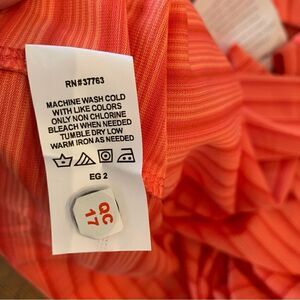 RN#37763
MACHINE WASH COLD
WITH LIKE COLORS
ONLY NON CHLORINE
BLEACH WHEN NEEDED
TUMBLE DRY LOW
WARM IRON AS NEEDED
EG 2
QC
17